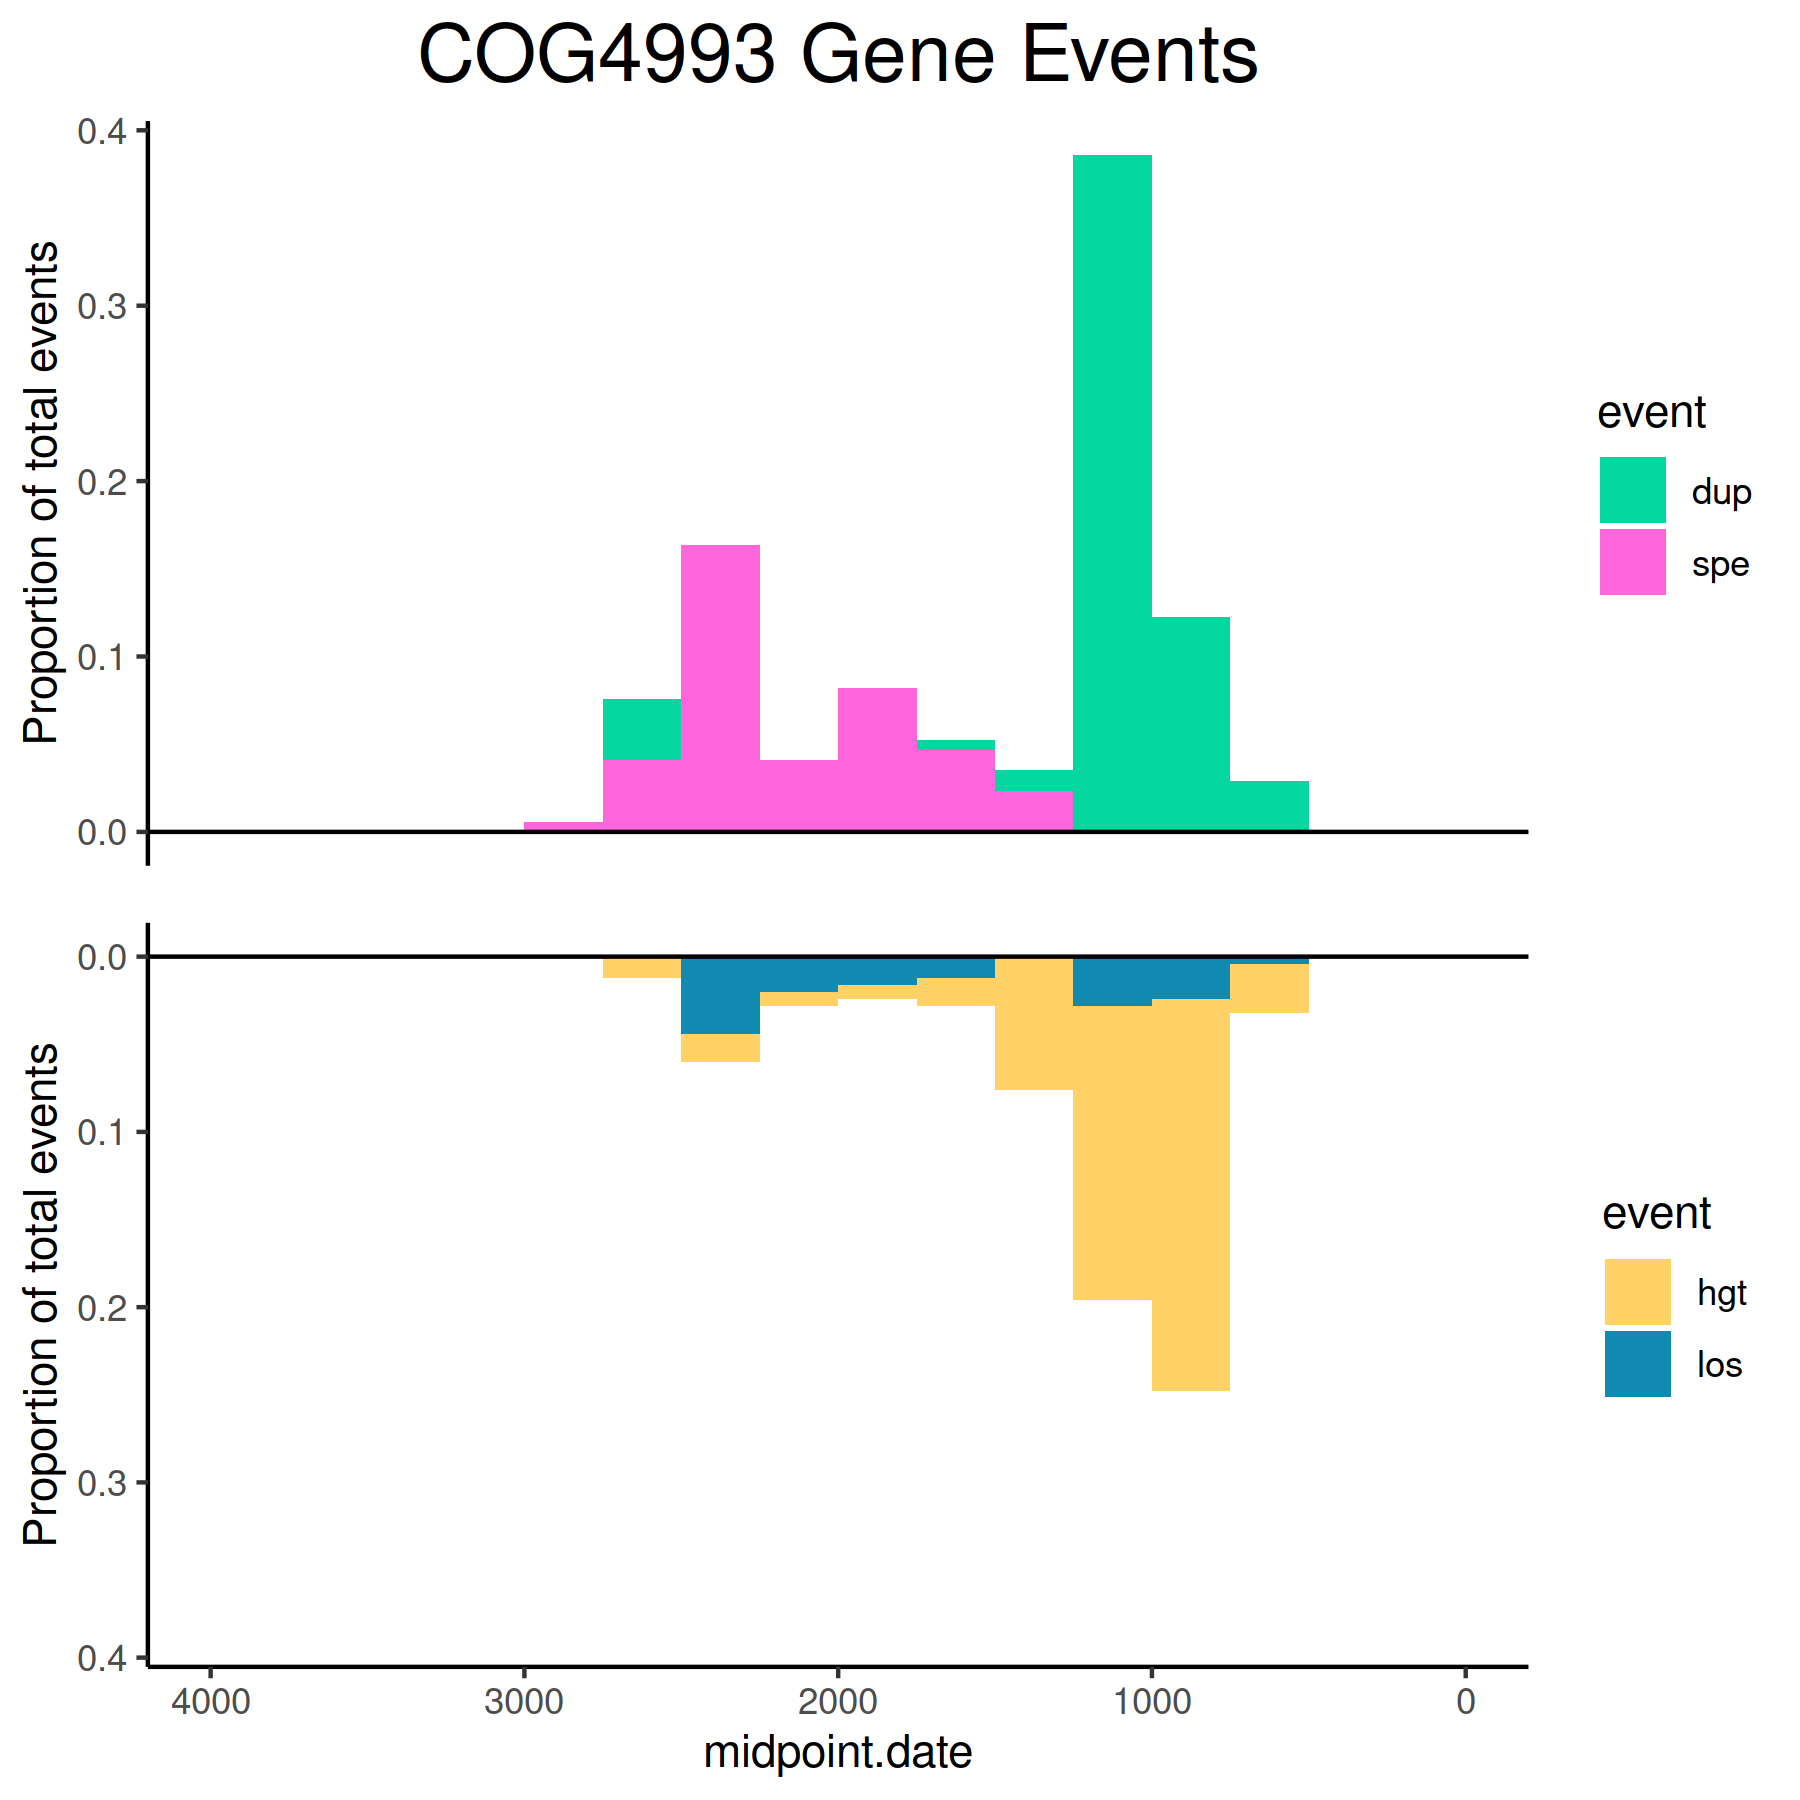 COG4993 Gene Events
Proportion of total events
0.4
0.3
0.2
0.1
0.0
event
dup
spe
Proportion of total events
0.0
0.1
0.2
0.3
0.4
event
hgt
los
4000 3000 2000 1000 0
midpoint.date